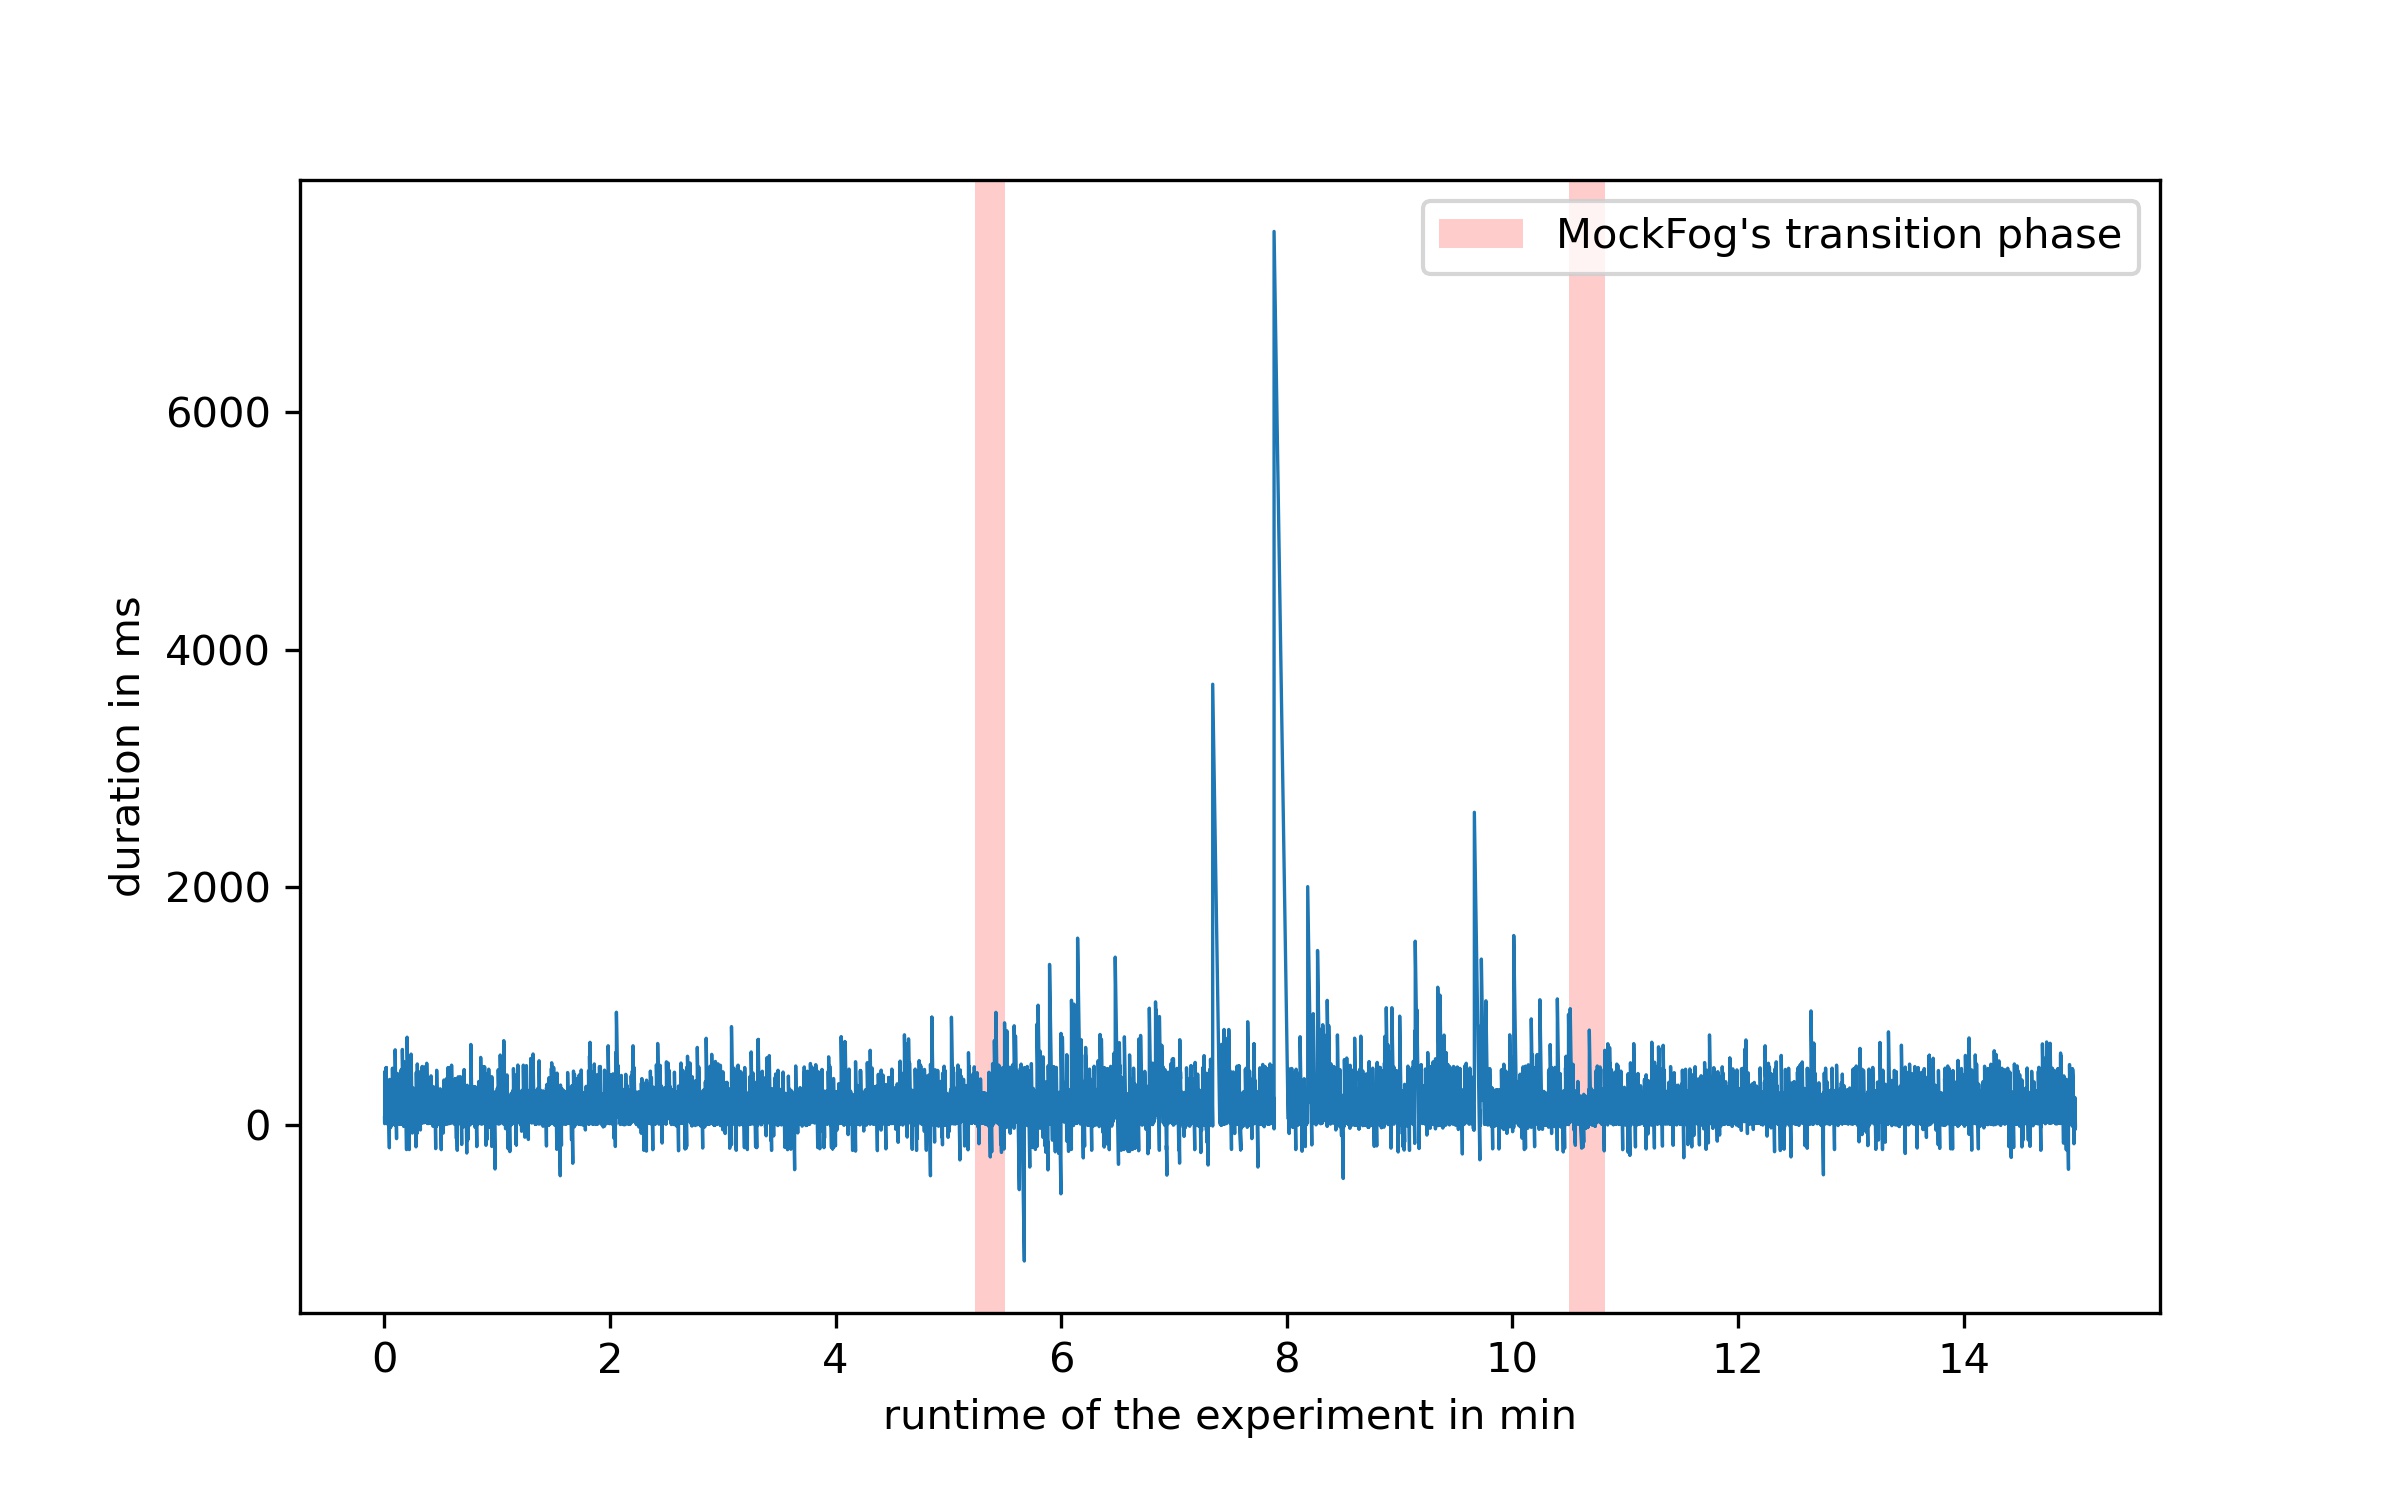 MockFog's transition phase
6000
4000
2000
0
duration in ms
0 2 4 6 8 10 12 14
runtime of the experiment in min